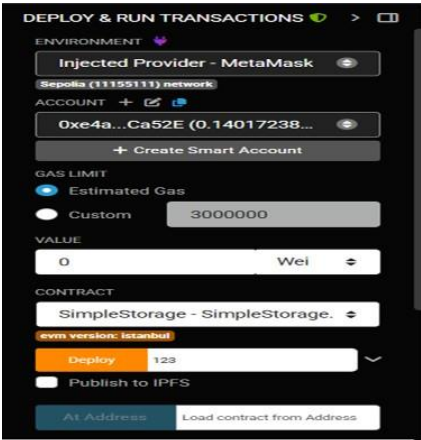 DEPLOY & RUN TRANSACTIONS
ENVIRONMENT
Injected Provider - MetaMask
Sepolia (11155111) network
ACCOUNT
0xe4a...Ca52E (0.14017238...
+ Create Smart Account
GAS LIMIT
Estimated Gas
Custom 3000000
VALUE
0 Wei
CONTRACT
SimpleStorage - SimpleStorage.
evm version: istanbul
Deploy 123
Publish to IPFS
At Address Load contract from Address